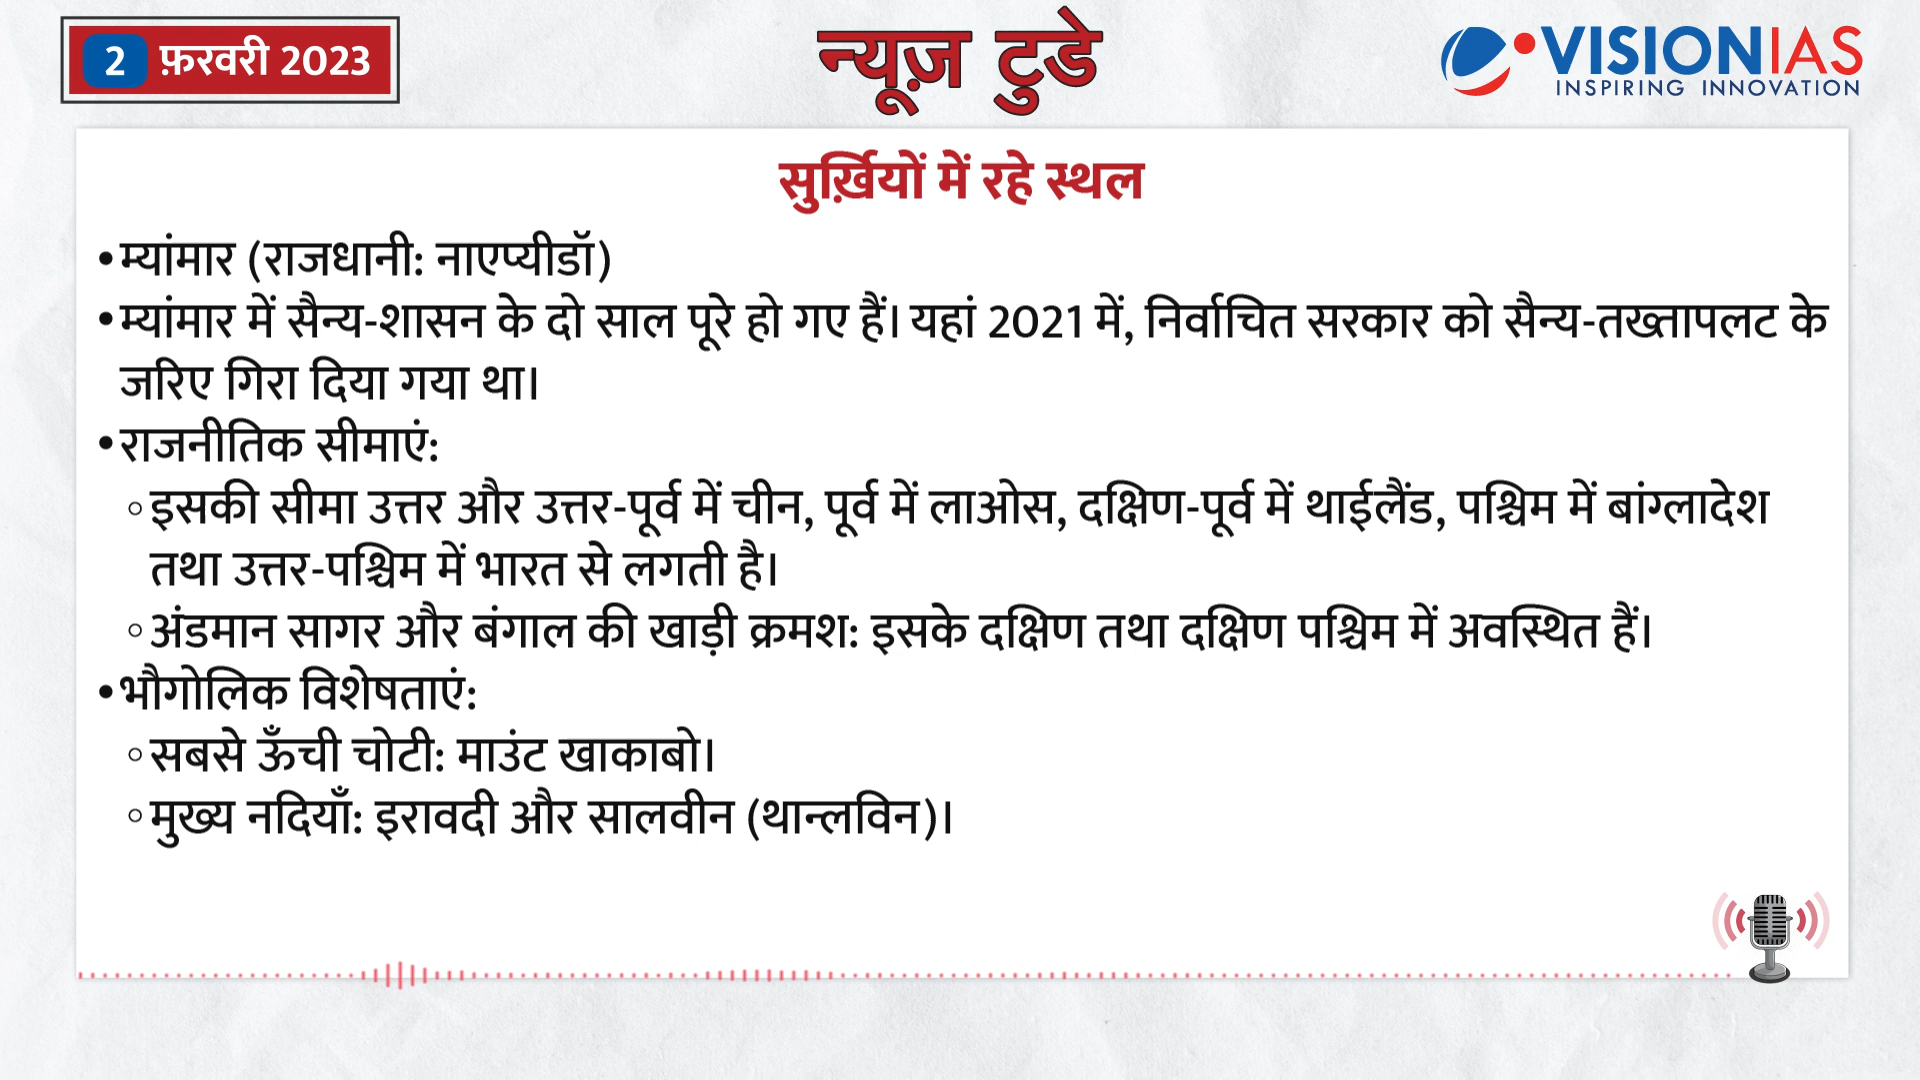 2 फ़रवरी 2023
न्यूज़ टुडे
VISIONIAS
INSPIRING INNOVATION
सुर्ख़ियों में रहे स्थल
•म्यांमार (राजधानी: नाएप्यीडॉ)
•म्यांमार में सैन्य-शासन के दो साल पूरे हो गए हैं। यहां 2021 में, निर्वाचित सरकार को सैन्य-तख्तापलट के
जरिए गिरा दिया गया था।
•राजनीतिक सीमाएं:
◦इसकी सीमा उत्तर और उत्तर-पूर्व में चीन, पूर्व में लाओस, दक्षिण-पूर्व में थाईलैंड, पश्चिम में बांग्लादेश
तथा उत्तर-पश्चिम में भारत से लगती है।
◦अंडमान सागर और बंगाल की खाड़ी क्रमश: इसके दक्षिण तथा दक्षिण पश्चिम में अवस्थित हैं।
•भौगोलिक विशेषताएं:
◦सबसे ऊँची चोटी: माउंट खाकाबो।
◦मुख्य नदियाँ: इरावदी और सालवीन (थान्लविन)।